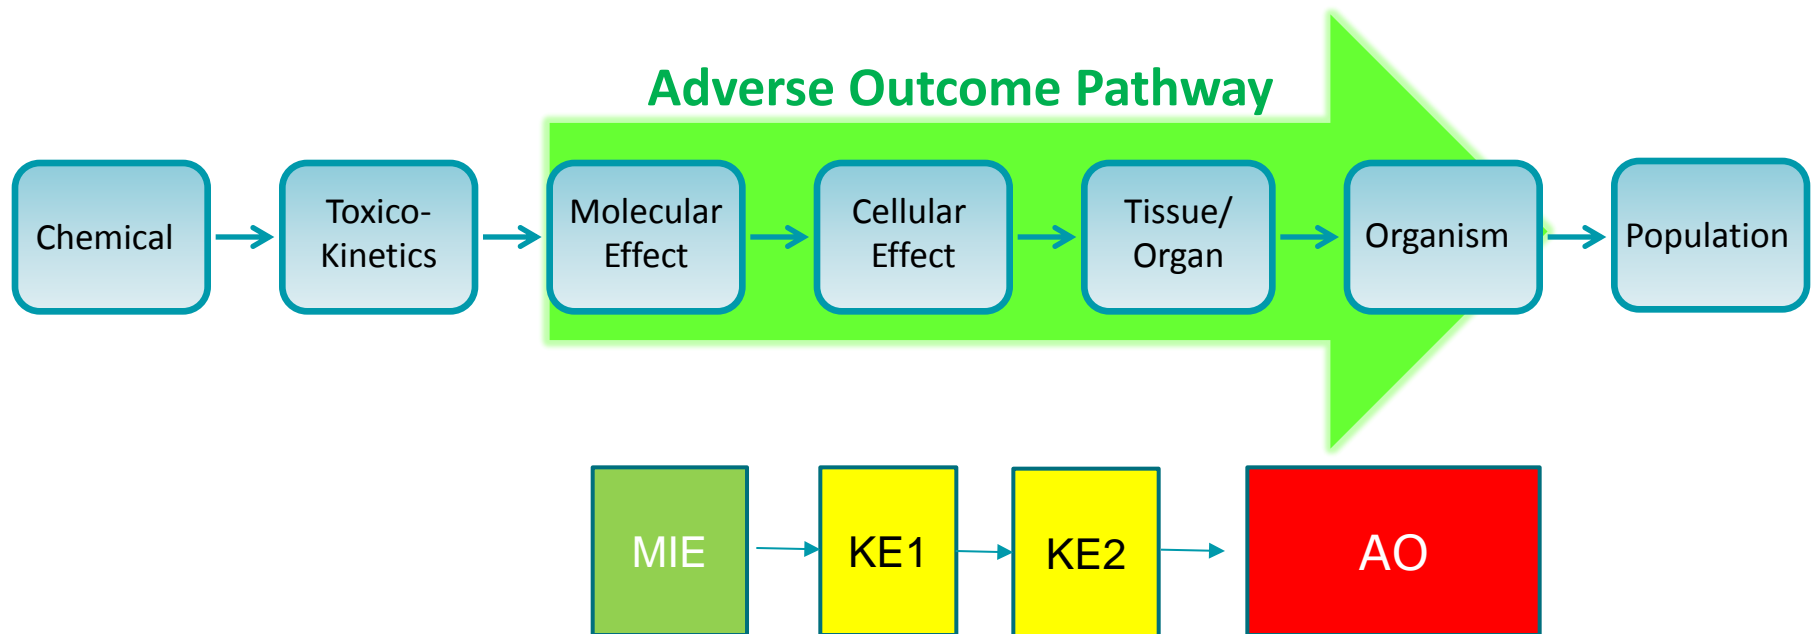 Adverse Outcome Pathway
Chemical
Toxico-
Kinetics
Molecular
Effect
Cellular
Effect
Tissue/
Organ
Organism
Population
MIE
KE1
KE2
AO